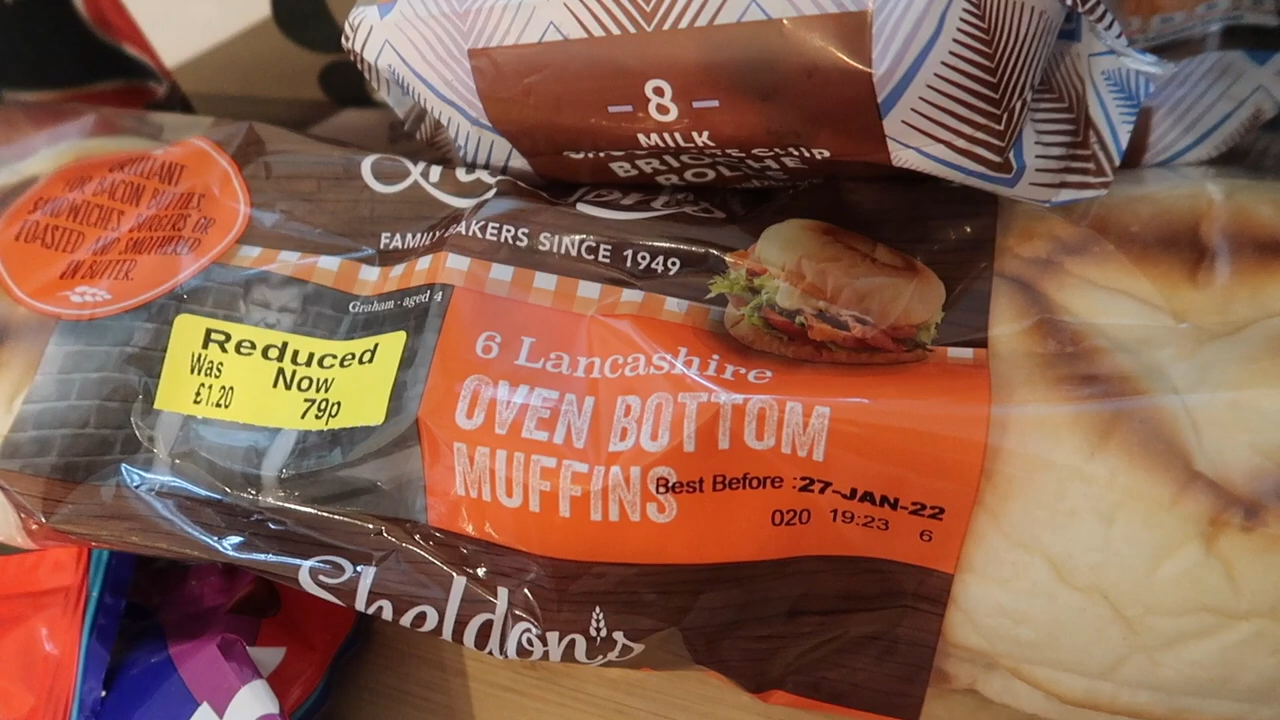 - 8 -
MILK
BRIOCHE
ROLLS
BRILLIANT
FOR BACON BUTTIES,
SANDWICHES, BURGERS OR
TOASTED AND SMOTHERED
IN BUTTER.
FAMILY BAKERS SINCE 1949
Graham - aged 4
Reduced
Was Now
£1.20 79p
6 Lancashire
OVEN BOTTOM
MUFFINS
Best Before :27-JAN-22
020 19:23 6
Sheldon's